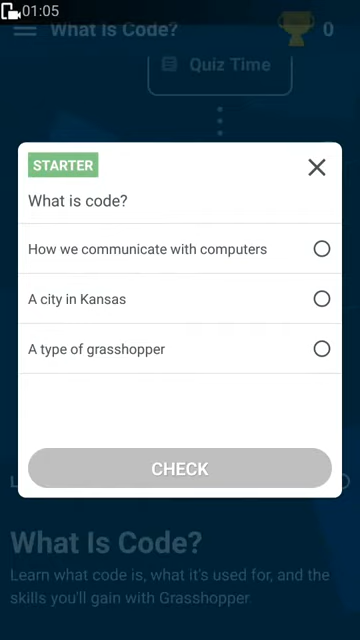 01:05
What Is Code?
0
Quiz Time
STARTER
What is code?
How we communicate with computers
A city in Kansas
A type of grasshopper
CHECK
What Is Code?
Learn what code is, what it's used for, and the
skills you'll gain with Grasshopper